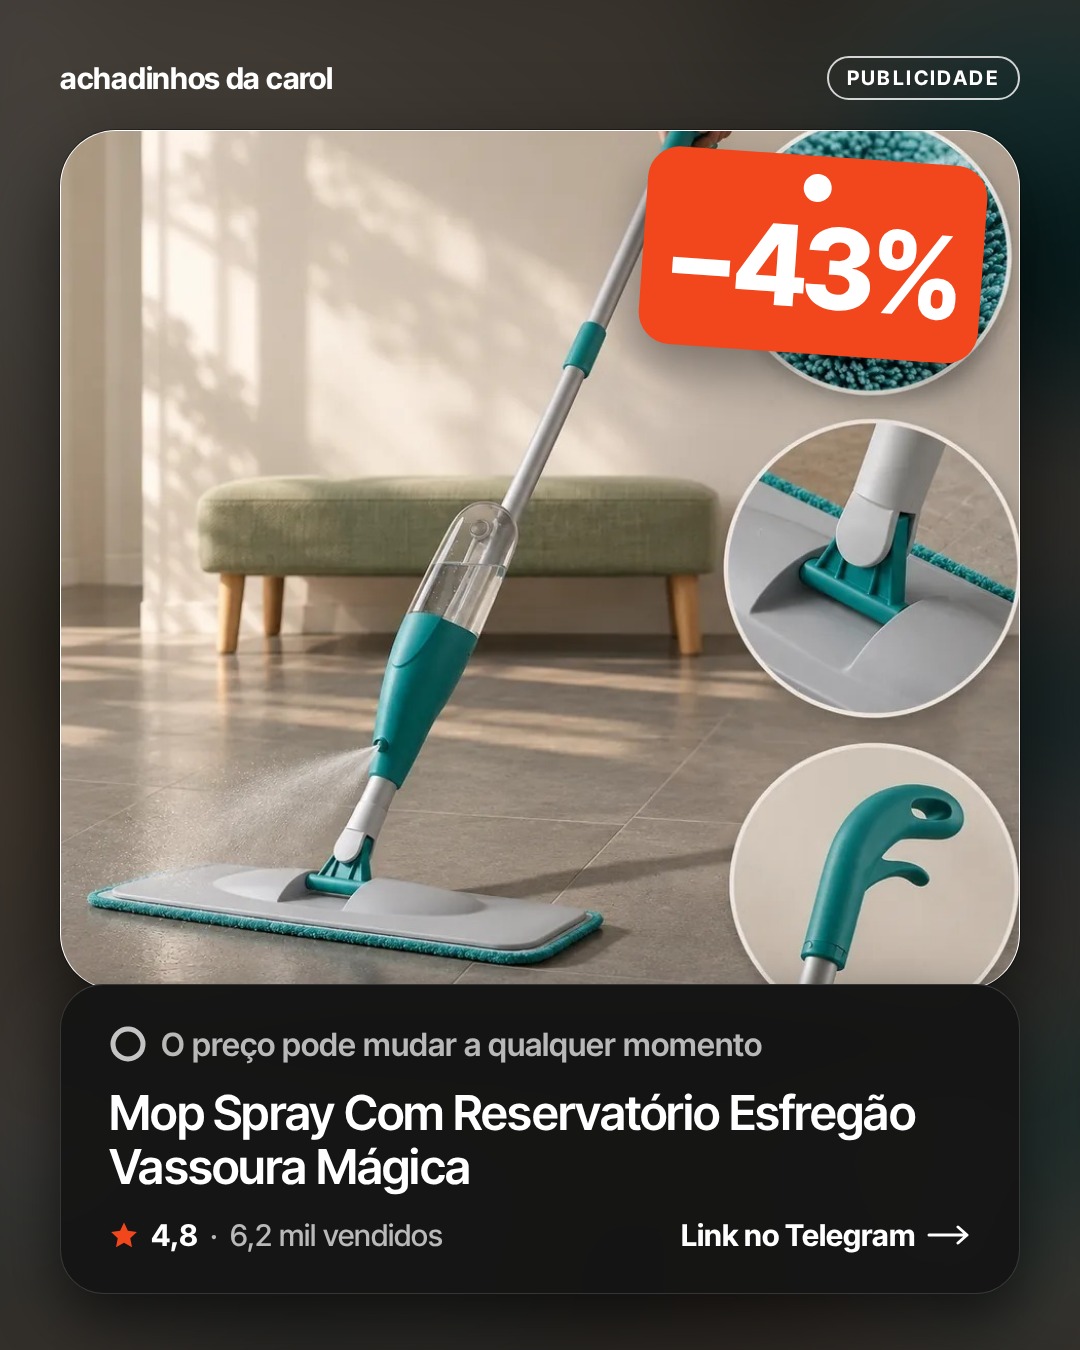 achadinhos da carol
PUBLICIDADE
–43%
O preço pode mudar a qualquer momento
Mop Spray Com Reservatório Esfregão
Vassoura Mágica
4,8 · 6,2 mil vendidos
Link no Telegram →